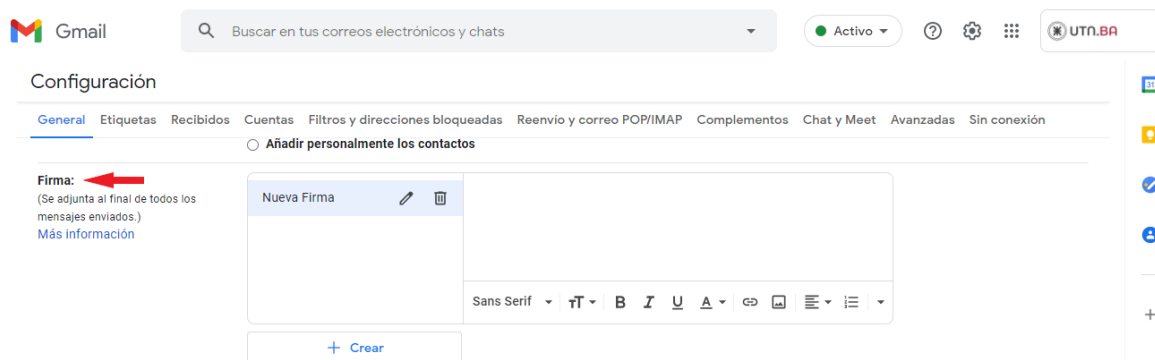 Gmail
Buscar en tus correos electrónicos y chats
Activo
UTN.BA
31
Configuración
General Etiquetas Recibidos Cuentas Filtros y direcciones bloqueadas Reenvío y correo POP/IMAP Complementos Chat y Meet Avanzadas Sin conexión
Añadir personalmente los contactos
Firma:
(Se adjunta al final de todos los
mensajes enviados.)
Más información
Nueva Firma
Sans Serif TT B I U A
+ Crear